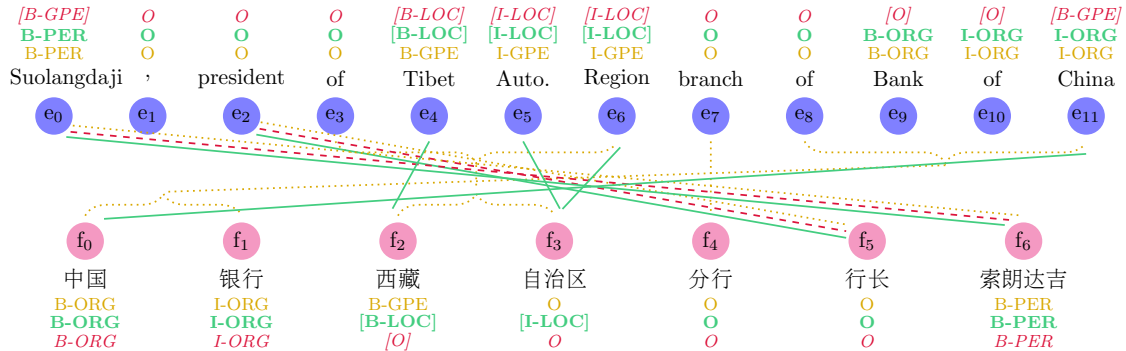 [B-GPE] O O O [B-LOC] [I-LOC] [I-LOC] O O [O] [O] [B-GPE]
B-PER O O O [B-LOC] [I-LOC] [I-LOC] O O B-ORG I-ORG I-ORG
B-PER O O O B-GPE I-GPE I-GPE O O B-ORG I-ORG I-ORG
Suolangdaji , president of Tibet Auto. Region branch of Bank of China
e0 e1 e2 e3 e4 e5 e6 e7 e8 e9 e10 e11
f0 f1 f2 f3 f4 f5 f6
中国 银行 西藏 自治区 分行 行长 索朗达吉
B-ORG I-ORG B-GPE O O O B-PER
B-ORG I-ORG [B-LOC] [I-LOC] O O B-PER
B-ORG I-ORG [O] O O O B-PER